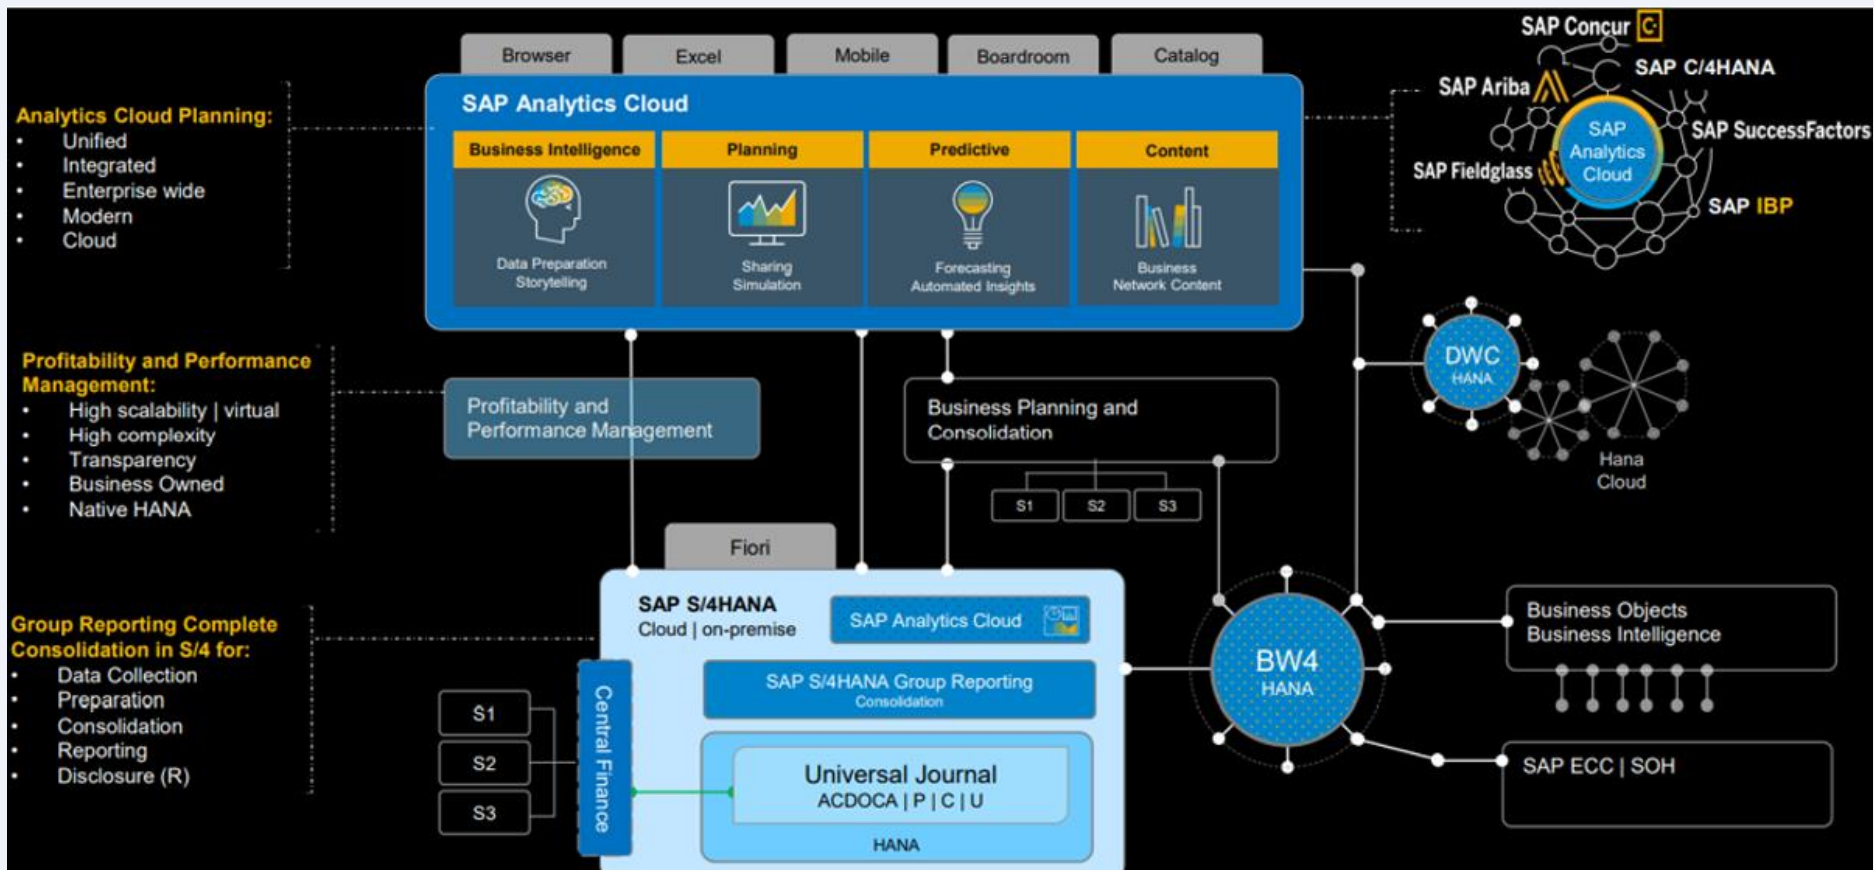 Browser
Excel
Mobile
Boardroom
Catalog
SAP Analytics Cloud
Business Intelligence
Planning
Predictive
Content
Data Preparation
Storytelling
Sharing
Simulation
Forecasting
Automated Insights
Business
Network Content
Analytics Cloud Planning:
• Unified
• Integrated
• Enterprise wide
• Modern
• Cloud
SAP Concur C.
SAP C/4HANA
SAP Ariba
SAP SuccessFactors
SAP Fieldglass
SAP IBP
SAP
Analytics
Cloud
Profitability and Performance
Management:
• High scalability | virtual
• High complexity
• Transparency
• Business Owned
• Native HANA
Profitability and
Performance Management
Business Planning and
Consolidation
S1
S2
S3
DWC
HANA
Hana
Cloud
Fiori
SAP S/4HANA
Cloud | on-premise
SAP Analytics Cloud
SAP S/4HANA Group Reporting
Consolidation
Universal Journal
ACDOCA | P | C | U
HANA
Central Finance
S1
S2
S3
Group Reporting Complete
Consolidation in S/4 for:
• Data Collection
• Preparation
• Consolidation
• Reporting
• Disclosure (R)
BW4
HANA
Business Objects
Business Intelligence
SAP ECC | SOH